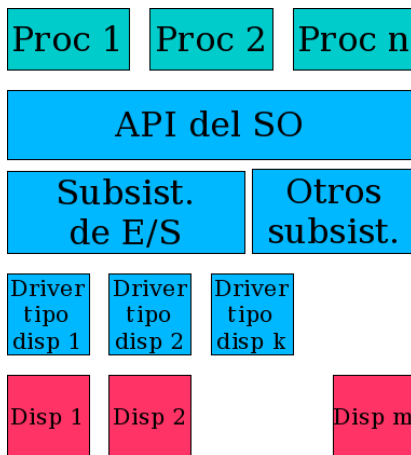 Proc 1 Proc 2 Proc n
API del SO
Subsist. Otros
de E/S subsist.
Driver Driver Driver
tipo tipo tipo
disp 1 disp 2 disp k
Disp 1 Disp 2 Disp m